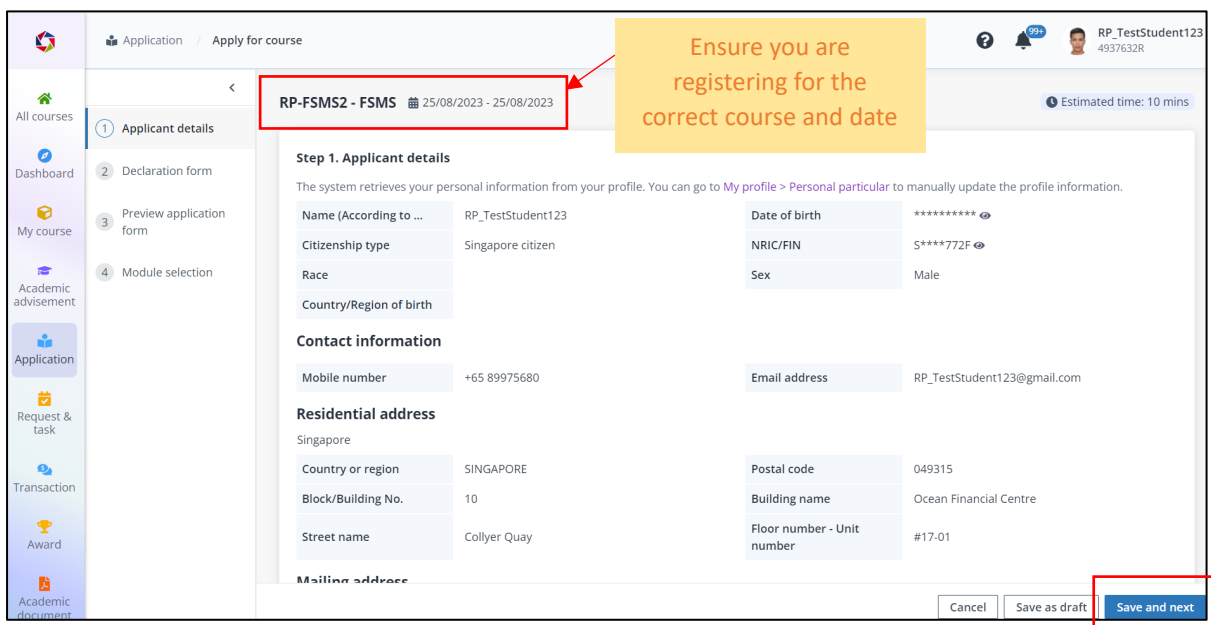 Application / Apply for course
99+
RP_TestStudent123
4937632R
Ensure you are
registering for the
correct course and date
All courses
Dashboard
My course
Academic
advisement
Application
Request &
task
Transaction
Award
Academic
document
1 Applicant details
2 Declaration form
3 Preview application
form
4 Module selection
RP-FSMS2 - FSMS 25/08/2023 - 25/08/2023
Estimated time: 10 mins
Step 1. Applicant details
The system retrieves your personal information from your profile. You can go to My profile > Personal particular to manually update the profile information.
Name (According to ... RP_TestStudent123 Date of birth **********
Citizenship type Singapore citizen NRIC/FIN S****772F
Race Sex Male
Country/Region of birth
Contact information
Mobile number +65 89975680 Email address RP_TestStudent123@gmail.com
Residential address
Singapore
Country or region SINGAPORE Postal code 049315
Block/Building No. 10 Building name Ocean Financial Centre
Street name Collyer Quay Floor number - Unit
number #17-01
Mailing address
Cancel Save as draft Save and next